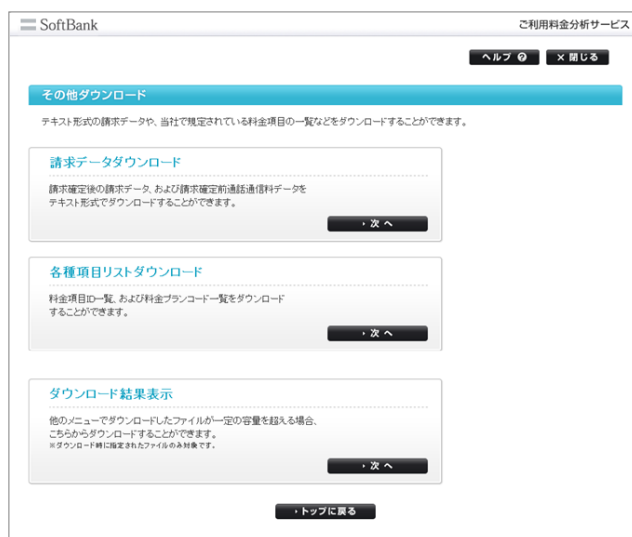 SoftBank
ご利用料金分析サービス
ヘルプ ?
× 閉じる
その他ダウンロード
テキスト形式の請求データや、当社で規定されている料金項目の一覧などをダウンロードすることができます。
請求データダウンロード
請求確定後の請求データ、および請求確定前通話通信料データを
テキスト形式でダウンロードすることができます。
次へ
各種項目リストダウンロード
料金項目ID一覧、および料金プランコード一覧をダウンロード
することができます。
次へ
ダウンロード結果表示
他のメニューでダウンロードしたファイルが一定の容量を超える場合、
こちらからダウンロードすることができます。
※ダウンロード時に指定されたファイルのみ対象です。
次へ
トップに戻る